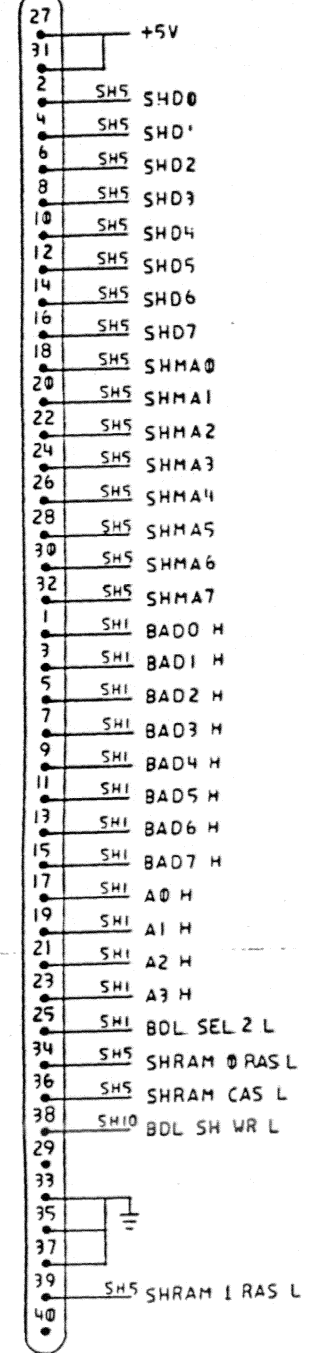 27 +5V
31
2 SH5 SHD0
4 SH5 SHD'
6 SH5 SHD2
8 SH5 SHD3
10 SH5 SHD4
12 SH5 SHD5
14 SH5 SHD6
16 SH5 SHD7
18 SH5 SHMA0
20 SH5 SHMA1
22 SH5 SHMA2
24 SH5 SHMA3
26 SH5 SHMA4
28 SH5 SHMA5
30 SH5 SHMA6
32 SH5 SHMA7
1 SH1 BAD0 H
3 SH1 BAD1 H
5 SH1 BAD2 H
7 SH1 BAD3 H
9 SH1 BAD4 H
11 SH1 BAD5 H
13 SH1 BAD6 H
15 SH1 BAD7 H
17 SH1 A0 H
19 SH1 A1 H
21 SH1 A2 H
23 SH1 A3 H
25 SH1 BDL SEL 2 L
34 SH5 SHRAM 0 RAS L
36 SH5 SHRAM CAS L
38 SH10 BDL SH WR L
29
33
35
37
39 SH5 SHRAM 1 RAS L
40